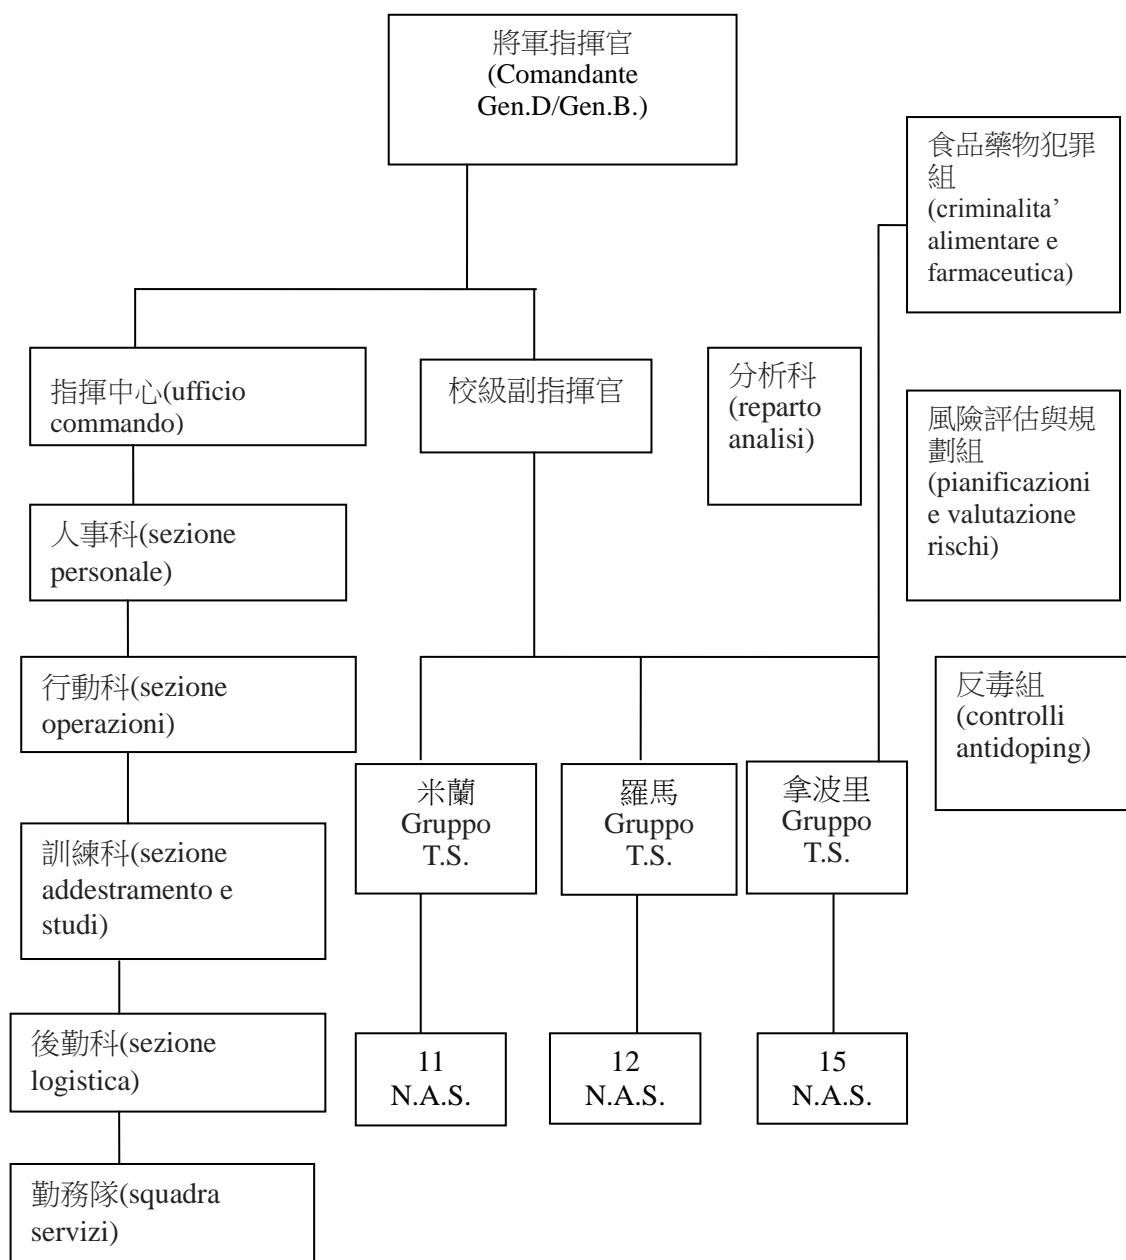 將軍指揮官
(Comandante
Gen.D/Gen.B.)
食品藥物犯罪
組
(criminalita’
alimentare e
farmaceutica)
指揮中心(ufficio
commando)
校級副指揮官
分析科
(reparto
analisi)
風險評估與規
劃組
(pianificazioni
e valutazione
rischi)
人事科(sezione
personale)
行動科(sezione
operazioni)
反毒組
(controlli
antidoping)
米蘭
Gruppo
T.S.
羅馬
Gruppo
T.S.
拿波里
Gruppo
T.S.
訓練科(sezione
addestramento e
studi)
後勤科(sezione
logistica)
11
N.A.S.
12
N.A.S.
15
N.A.S.
勤務隊(squadra
servizi)